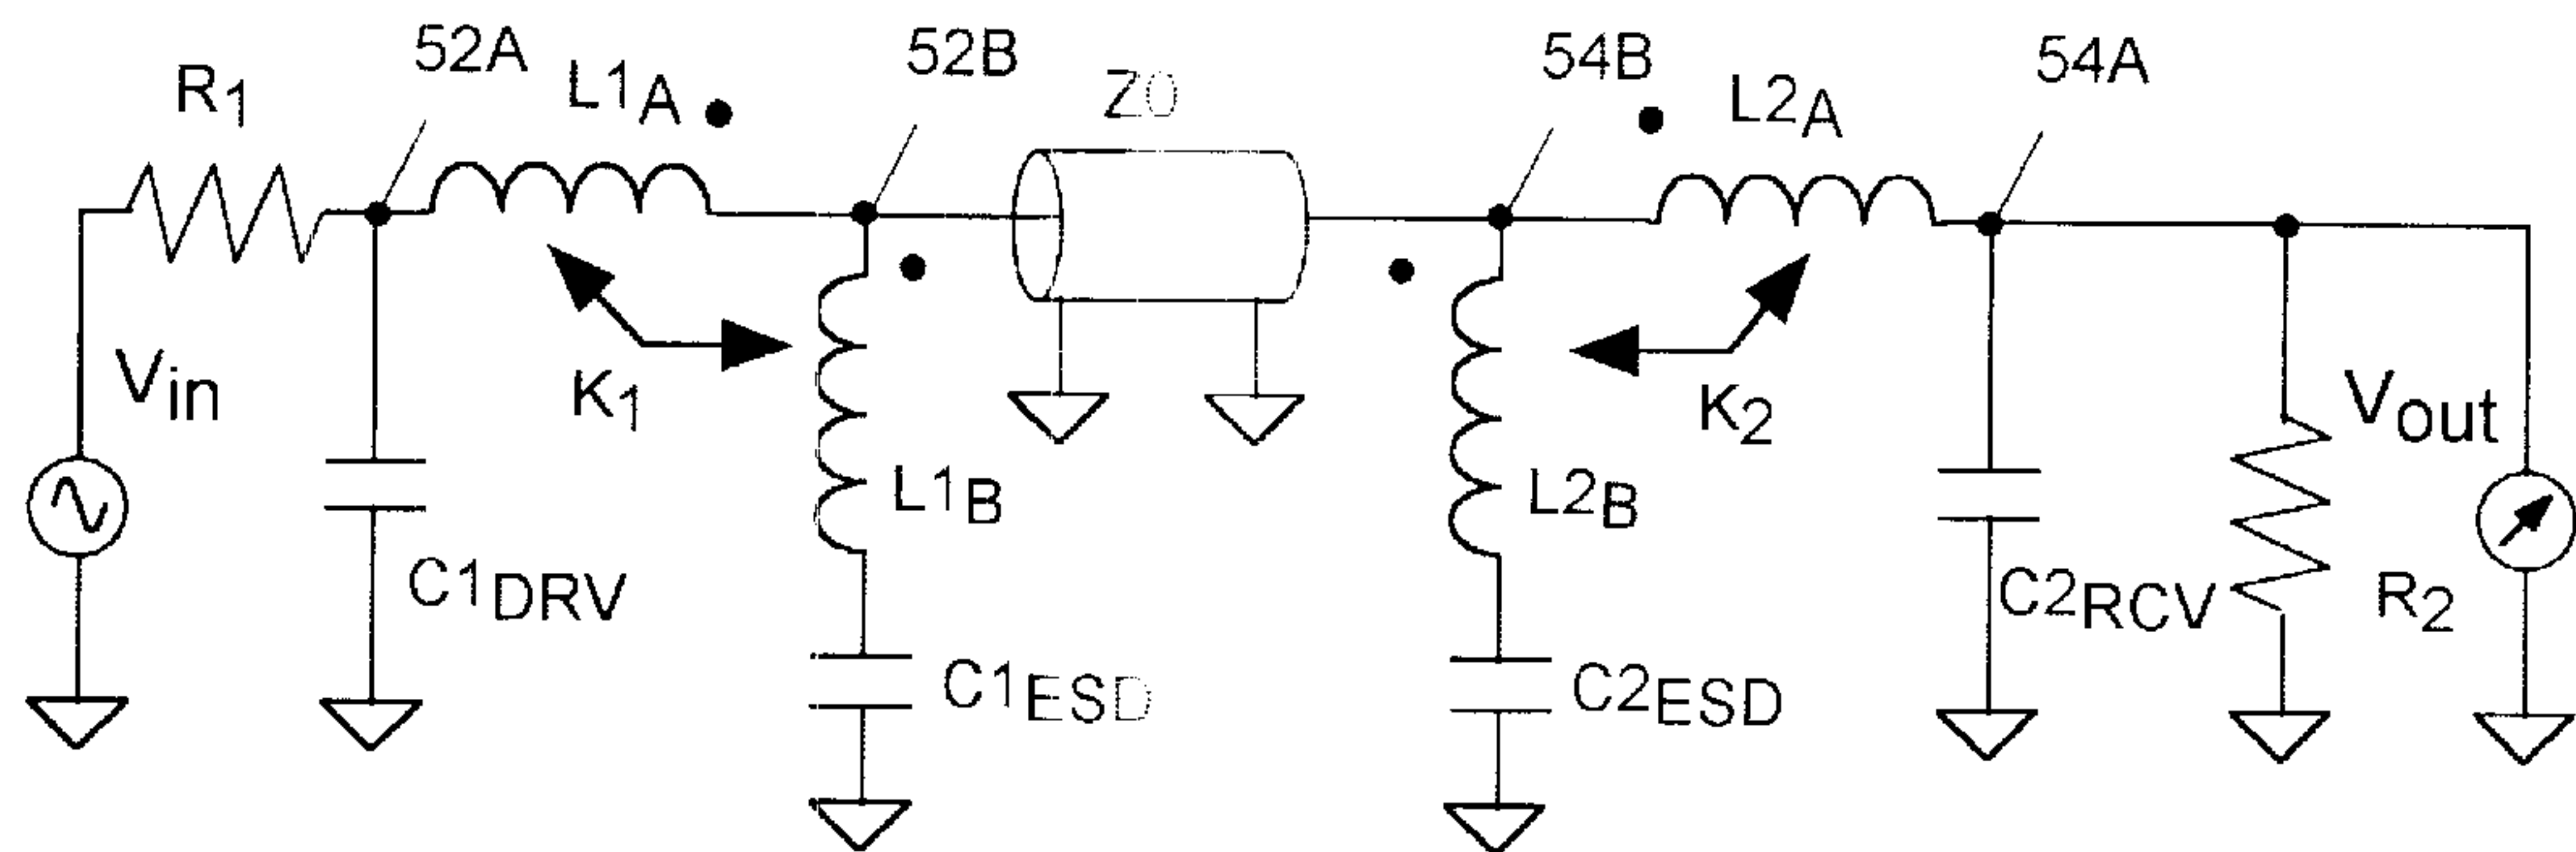 R1
52A
L1A
52B
Z0
54B
L2A
54A
Vin
K1
L1B
C1DRV
C1ESD
K2
L2B
C2ESD
C2RCV
R2
Vout